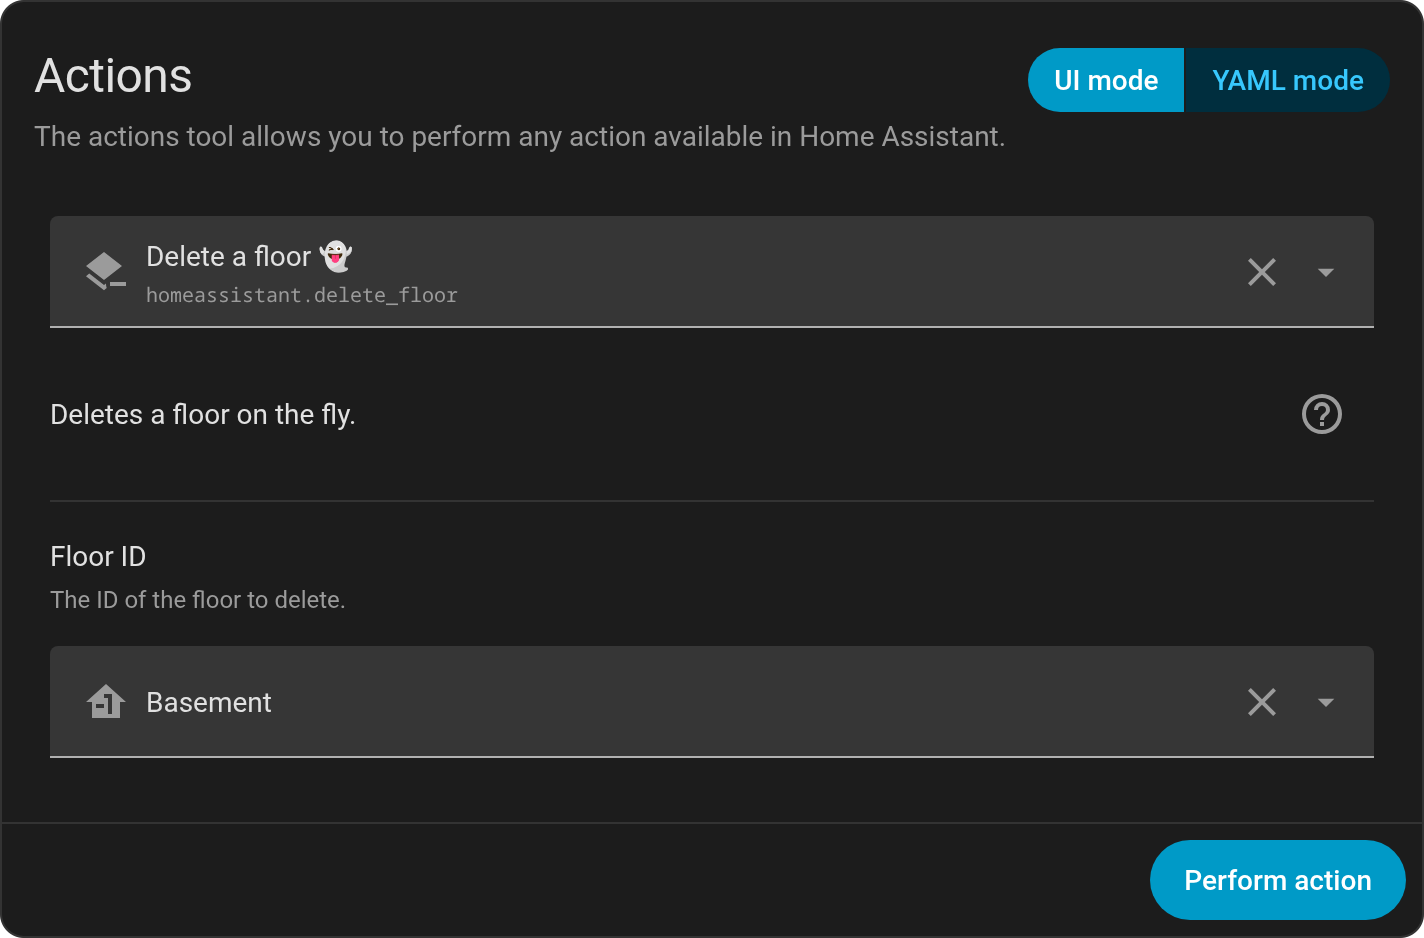 Actions
UI mode
YAML mode
The actions tool allows you to perform any action available in Home Assistant.
Delete a floor 👻
homeassistant.delete_floor
Deletes a floor on the fly.
Floor ID
The ID of the floor to delete.
-1
Basement
Perform action